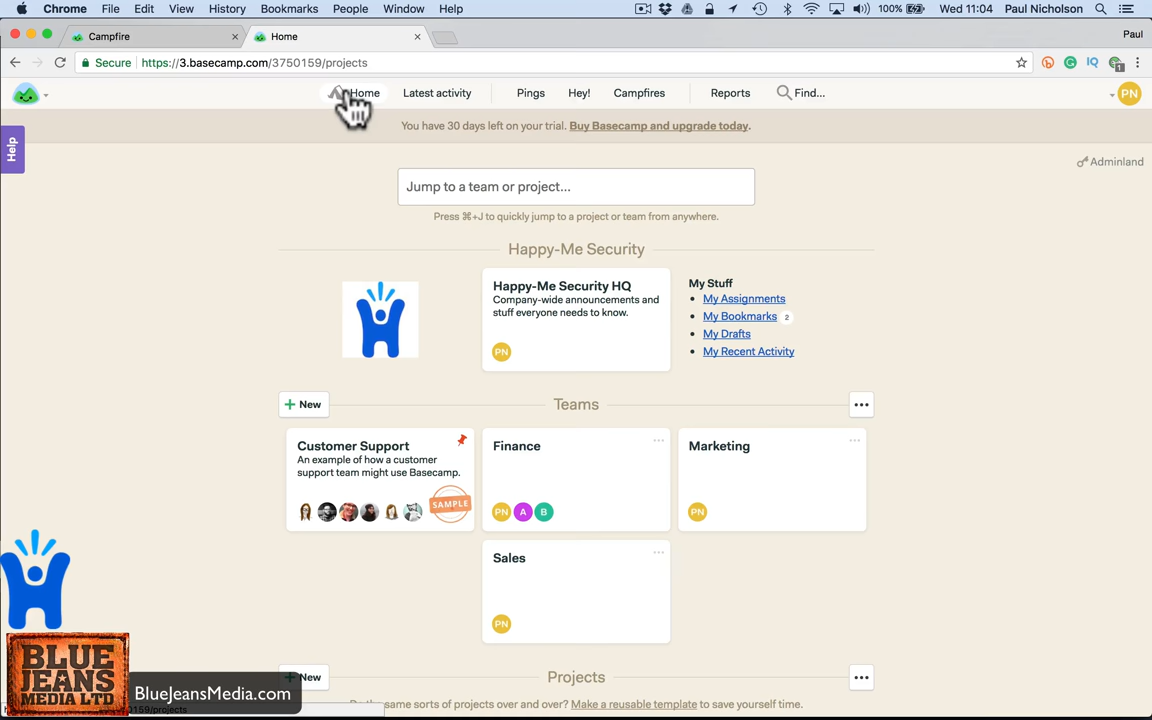 Chrome File Edit View History Bookmarks People Window Help 100% Wed 11:04 Paul Nicholson
Campfire Home Paul
Secure https://3.basecamp.com/3750159/projects
Home Latest activity Pings Hey! Campfires Reports Find... PN
You have 30 days left on your trial. Buy Basecamp and upgrade today.
Help
Adminland
Jump to a team or project...
Press ⌘+J to quickly jump to a project or team from anywhere.
Happy-Me Security
Happy-Me Security HQ
Company-wide announcements and
stuff everyone needs to know.
PN
My Stuff
My Assignments
My Bookmarks 2
My Drafts
My Recent Activity
+ New Teams
Customer Support
An example of how a customer
support team might use Basecamp.
SAMPLE
Finance
PN A B
Marketing
PN
Sales
PN
New Projects
same sorts of projects over and over? Make a reusable template to save yourself time.
BLUE
JEANS
MEDIA LTD
BlueJeansMedia.com
0159/projects